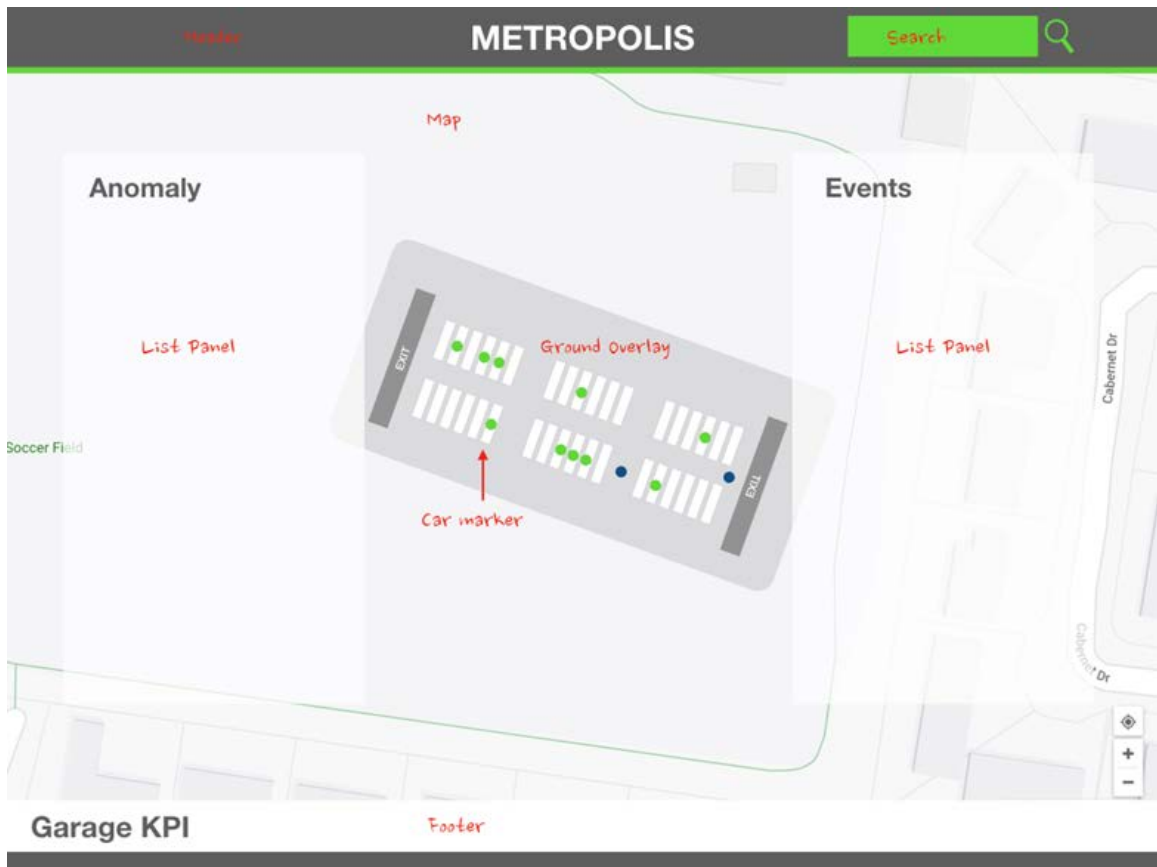 Header
METROPOLIS
Search
Map
Anomaly
Events
List Panel
EXIT
Ground Overlay
List Panel
Cabernet Dr
Soccer Field
EXIT
Car marker
Cabernet Dr
Garage KPI
Footer